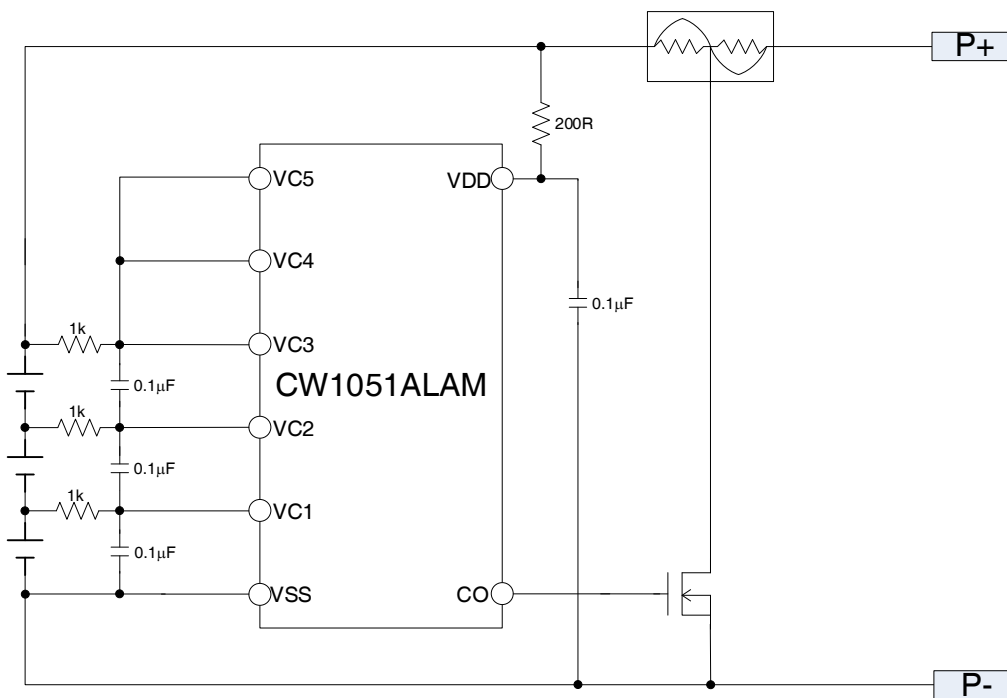 P+
200R
VC5
VDD
VC4
0.1μF
1k
VC3
CW1051ALAM
0.1μF
1k
VC2
0.1μF
1k
VC1
0.1μF
VSS
CO
P-